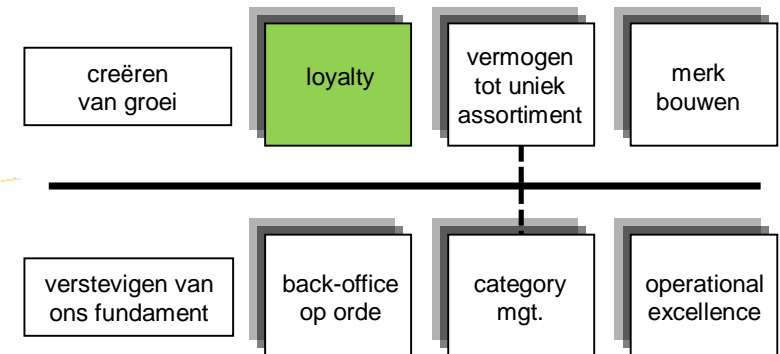 creëren
van groei
loyalty
vermogen
tot uniek
assortiment
merk
bouwen
verstevigen van
ons fundament
back-office
op orde
category
mgt.
operational
excellence